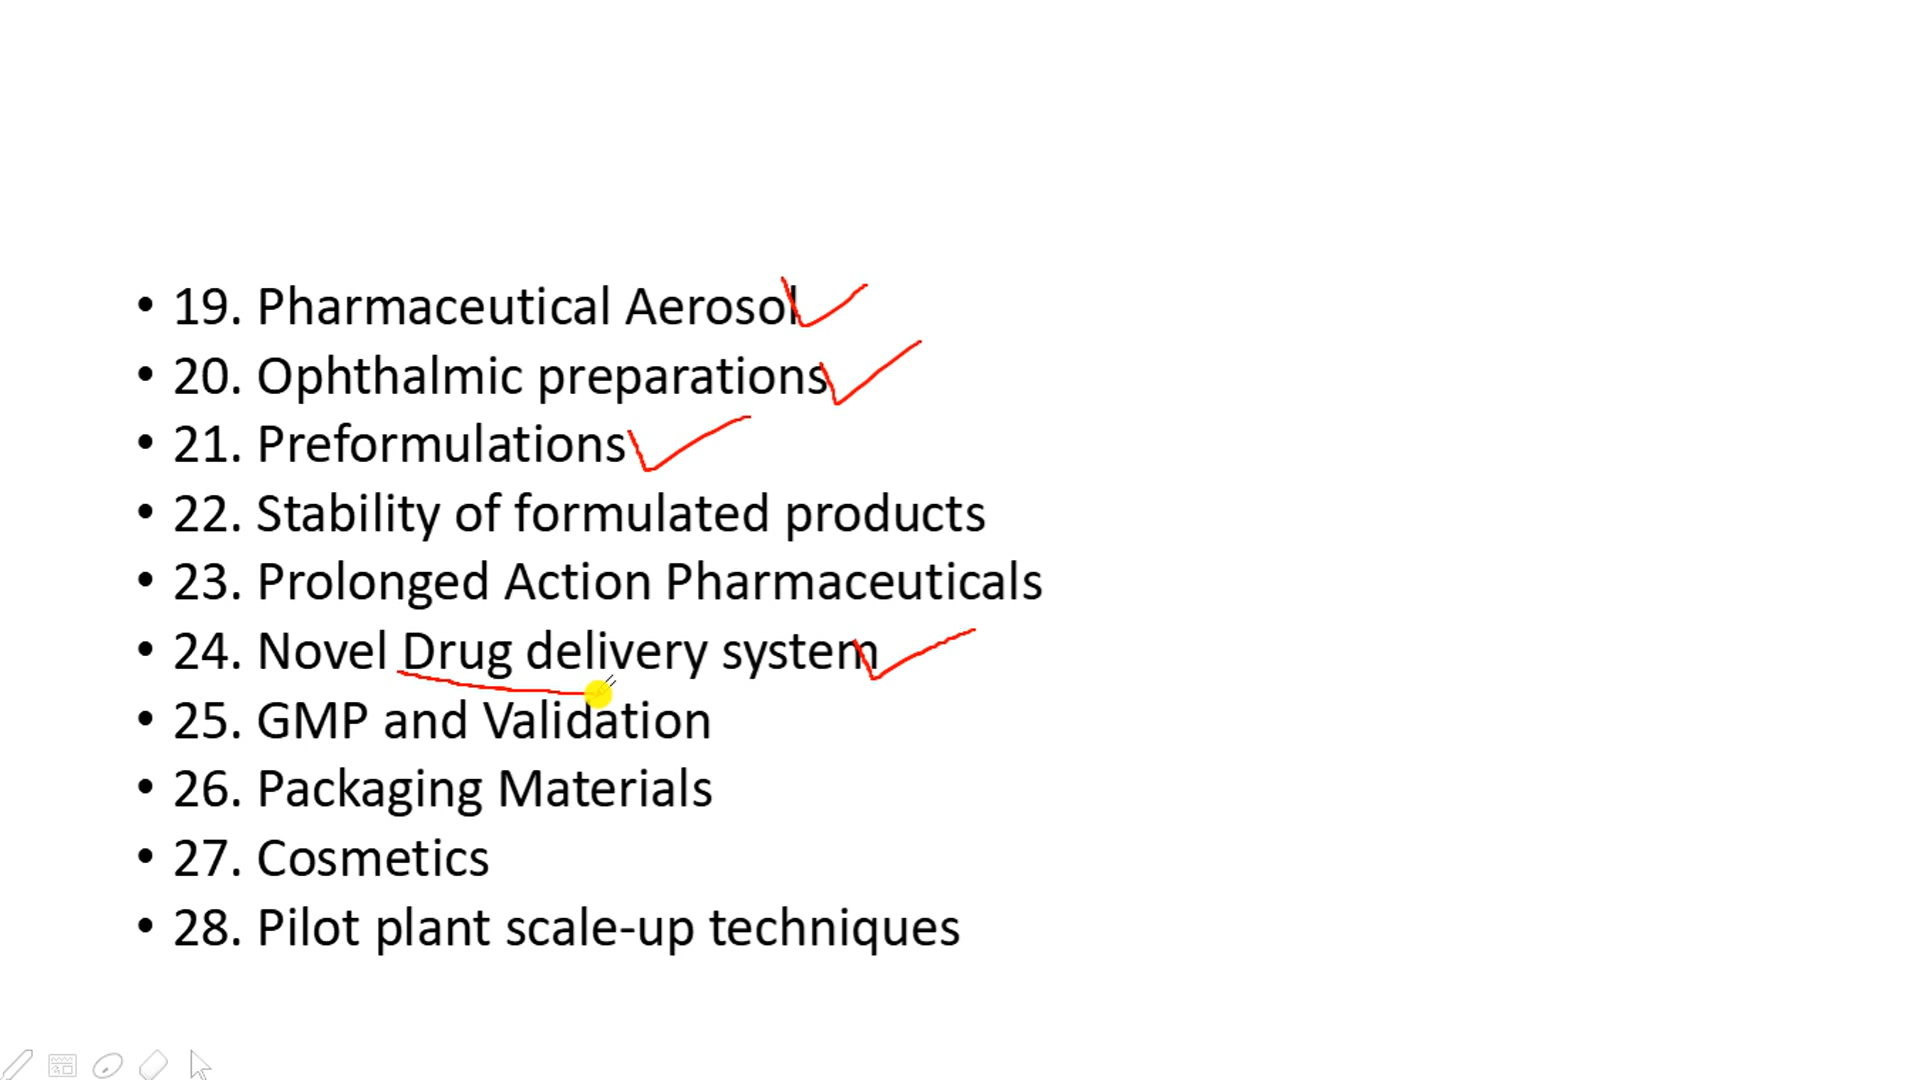 • 19. Pharmaceutical Aerosol
• 20. Ophthalmic preparations
• 21. Preformulations
• 22. Stability of formulated products
• 23. Prolonged Action Pharmaceuticals
• 24. Novel Drug delivery system
• 25. GMP and Validation
• 26. Packaging Materials
• 27. Cosmetics
• 28. Pilot plant scale-up techniques